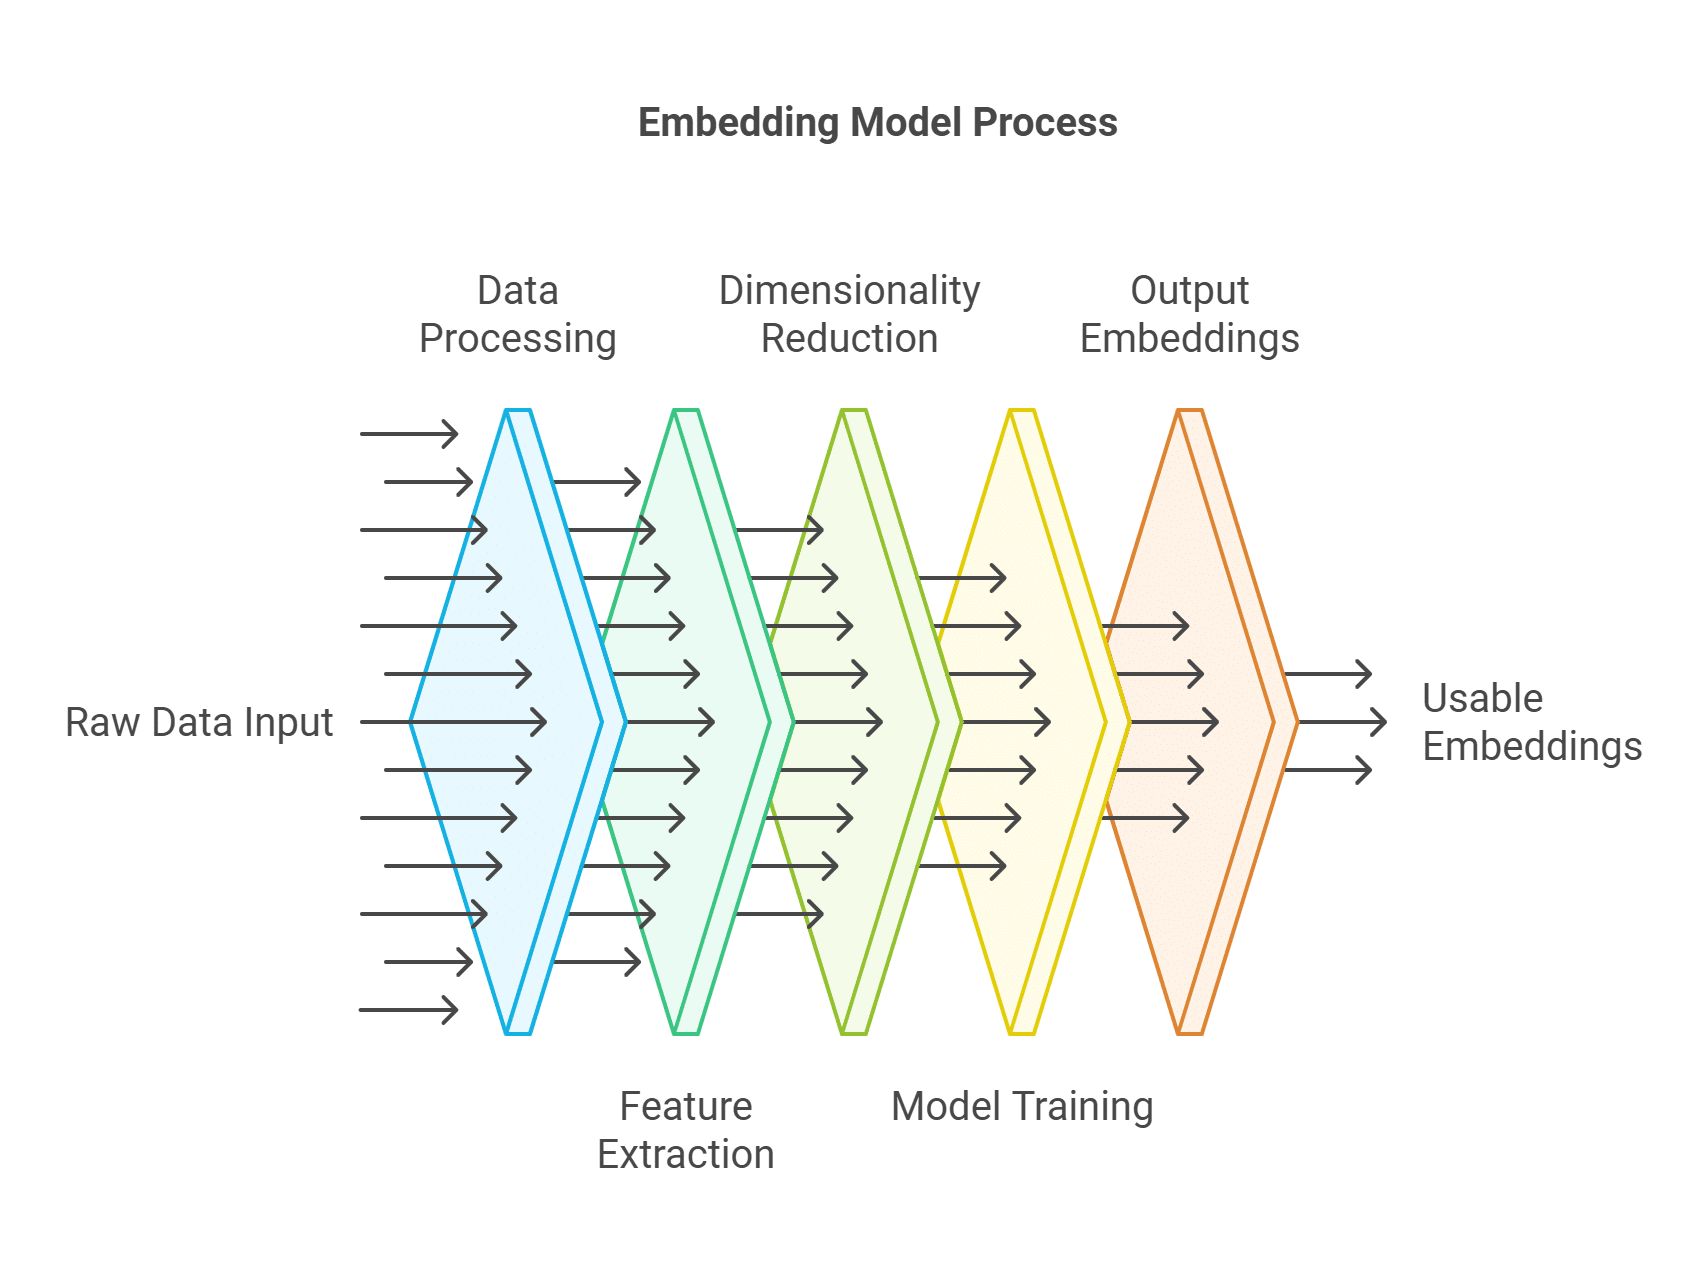 Embedding Model Process
Data
Processing
Dimensionality
Reduction
Output
Embeddings
Raw Data Input
Usable
Embeddings
Feature
Extraction
Model Training